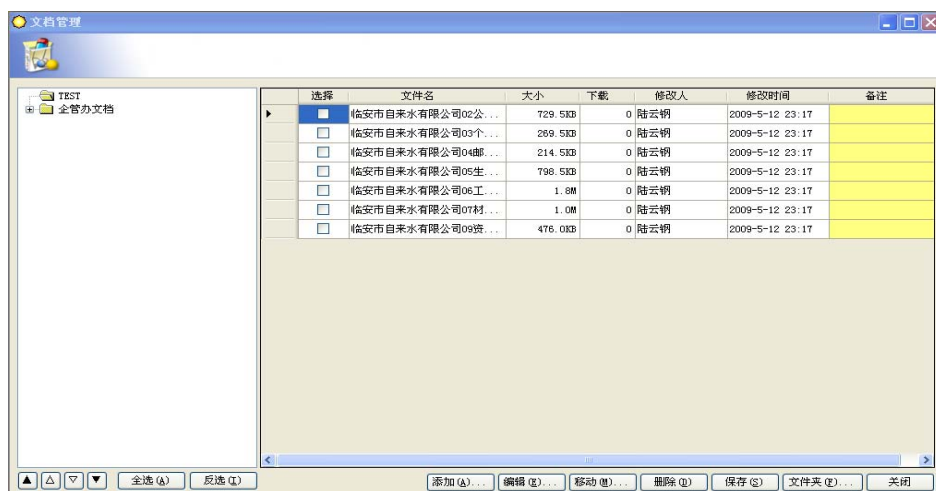 文档管理
TEST
企管办文档
选择 文件名 大小 下载 修改人 修改时间 备注
临安市自来水有限公司02公... 729.5KB 0 陆云钢 2009-5-12 23:17
临安市自来水有限公司03个... 269.5KB 0 陆云钢 2009-5-12 23:17
临安市自来水有限公司04邮... 214.5KB 0 陆云钢 2009-5-12 23:17
临安市自来水有限公司05生... 798.5KB 0 陆云钢 2009-5-12 23:17
临安市自来水有限公司06工... 1.8M 0 陆云钢 2009-5-12 23:17
临安市自来水有限公司07材... 1.0M 0 陆云钢 2009-5-12 23:17
临安市自来水有限公司09资... 476.0KB 0 陆云钢 2009-5-12 23:17
全选(A) 反选(I) 添加(A)... 编辑(E)... 移动(M)... 删除(D) 保存(S) 文件夹(F)... 关闭